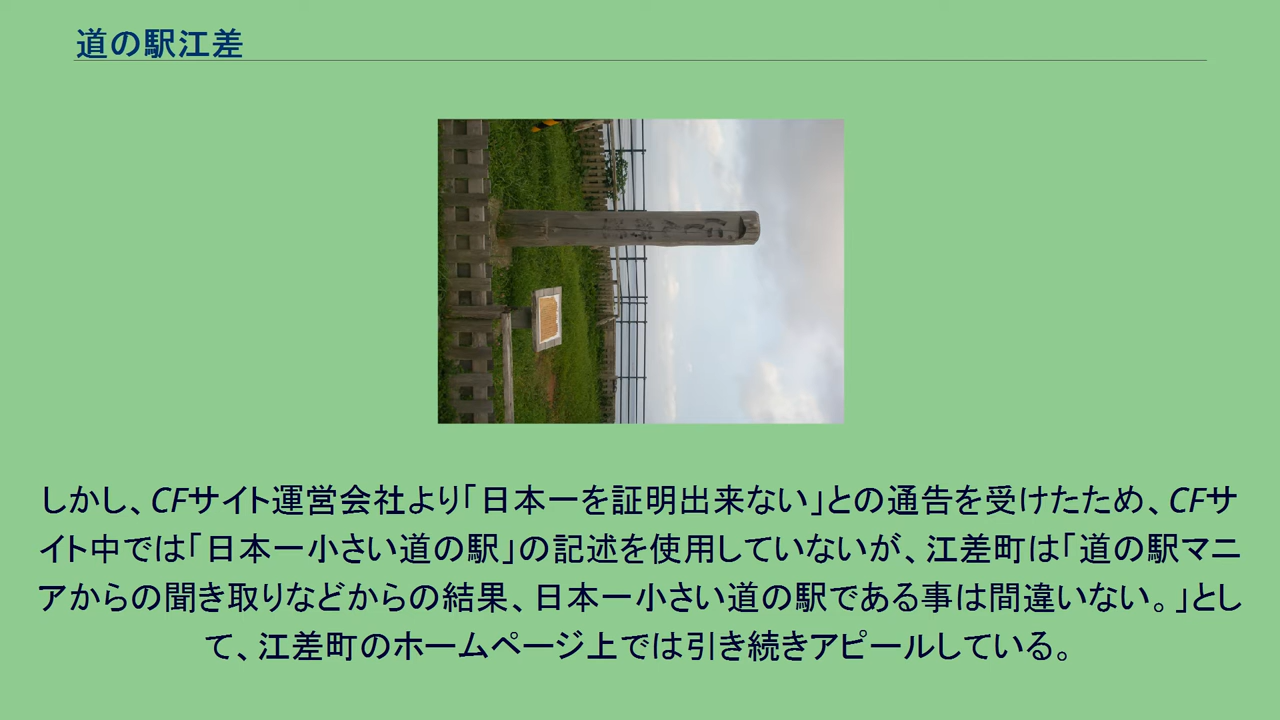 道の駅江差
しかし、CFサイト運営会社より「日本一を証明出来ない」との通告を受けたため、CFサ
イト中では「日本一小さい道の駅」の記述を使用していないが、江差町は「道の駅マニ
アからの聞き取りなどからの結果、日本一小さい道の駅である事は間違いない。」とし
て、江差町のホームページ上では引き続きアピールしている。